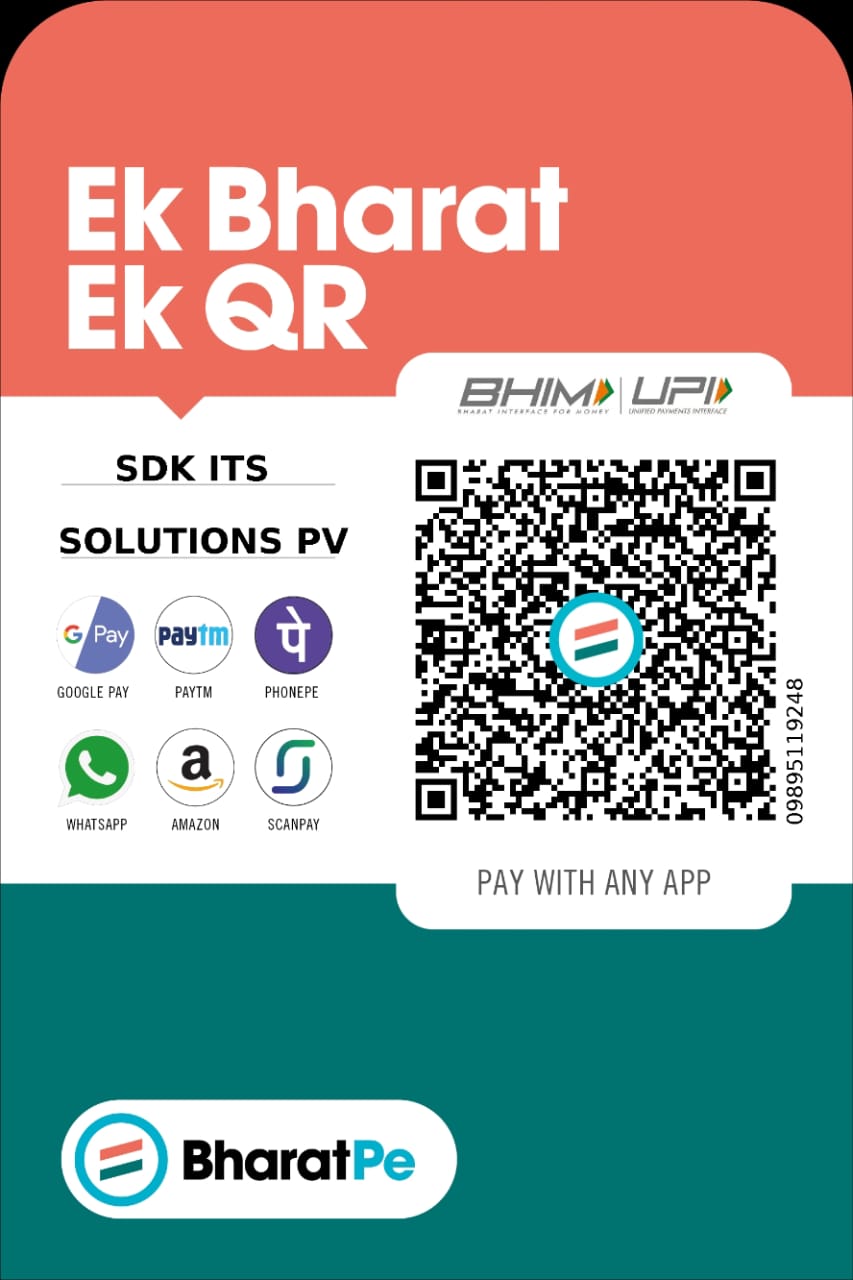 Ek Bharat
Ek QR
BHIM UPI
BHARAT INTERFACE FOR MONEY UNIFIED PAYMENTS INTERFACE
SDK ITS
SOLUTIONS PV
G Pay paytm पे
GOOGLE PAY PAYTM PHONEPE
a
WHATSAPP AMAZON SCANPAY
09895119248
PAY WITH ANY APP
BharatPe